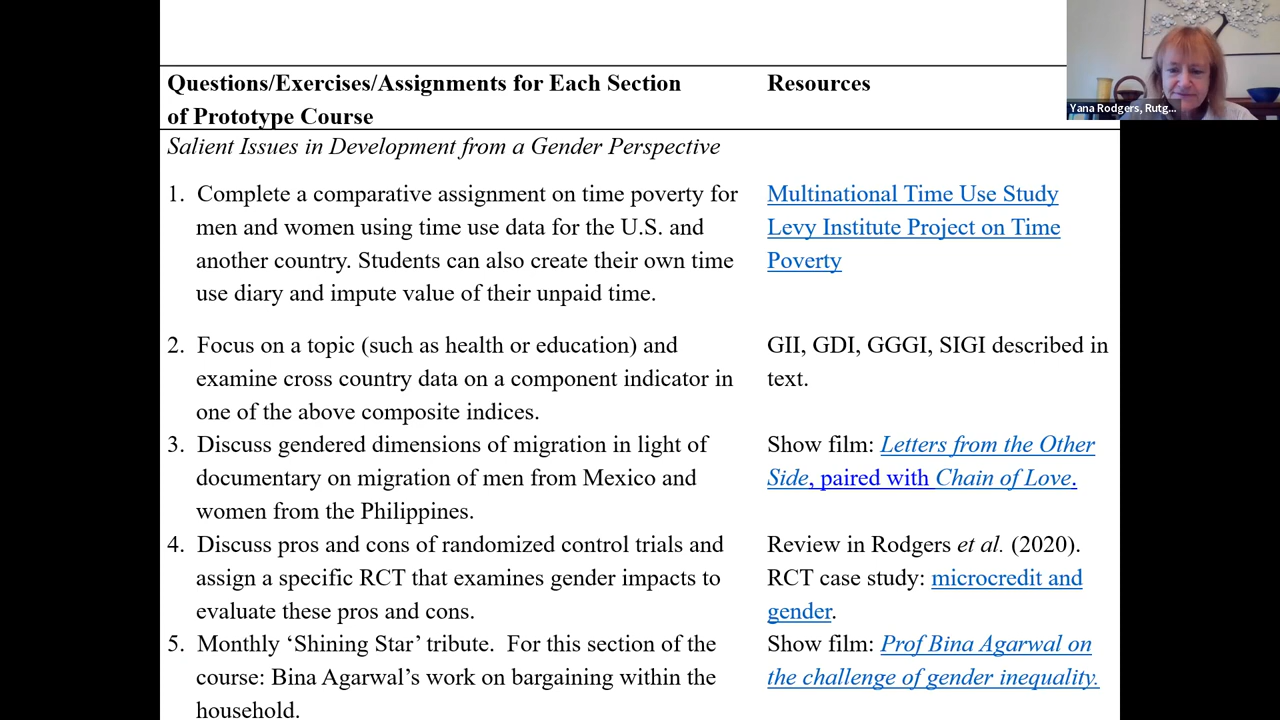 Questions/Exercises/Assignments for Each Section
of Prototype Course
Resources
Yana Rodgers, Rutg...
Salient Issues in Development from a Gender Perspective
1. Complete a comparative assignment on time poverty for
men and women using time use data for the U.S. and
another country. Students can also create their own time
use diary and impute value of their unpaid time.
Multinational Time Use Study
Levy Institute Project on Time
Poverty
2. Focus on a topic (such as health or education) and
examine cross country data on a component indicator in
one of the above composite indices.
GII, GDI, GGGI, SIGI described in
text.
3. Discuss gendered dimensions of migration in light of
documentary on migration of men from Mexico and
women from the Philippines.
Show film: Letters from the Other
Side, paired with Chain of Love.
4. Discuss pros and cons of randomized control trials and
assign a specific RCT that examines gender impacts to
evaluate these pros and cons.
Review in Rodgers et al. (2020).
RCT case study: microcredit and
gender.
5. Monthly ‘Shining Star’ tribute. For this section of the
course: Bina Agarwal’s work on bargaining within the
household.
Show film: Prof Bina Agarwal on
the challenge of gender inequality.